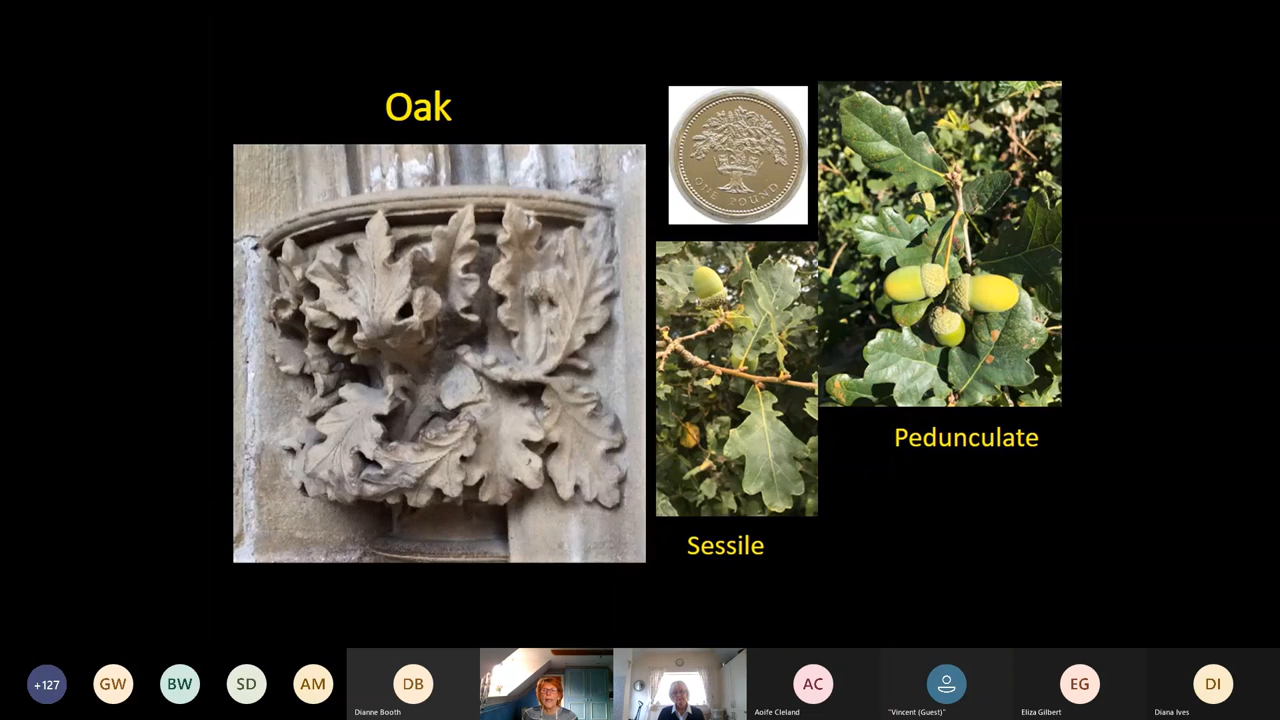 Oak
ONE POUND
Pedunculate
Sessile
+127
GW
BW
SD
AM
DB
Dianne Booth
AC
Aoife Cleland
"Vincent (Guest)"
EG
Eliza Gilbert
DI
Diana Ives